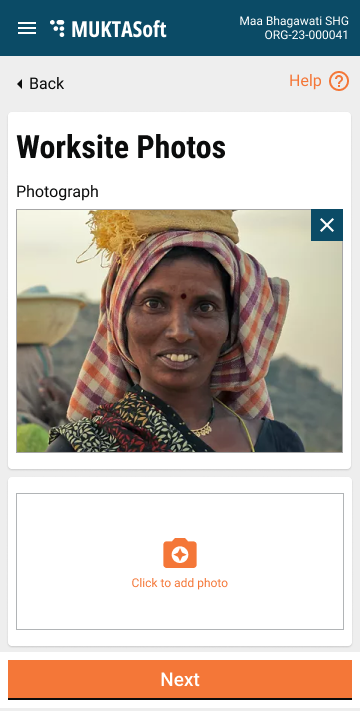 MUKTASoft
Maa Bhagawati SHG
ORG-23-000041
Back
Help
Worksite Photos
Photograph
Click to add photo
Next